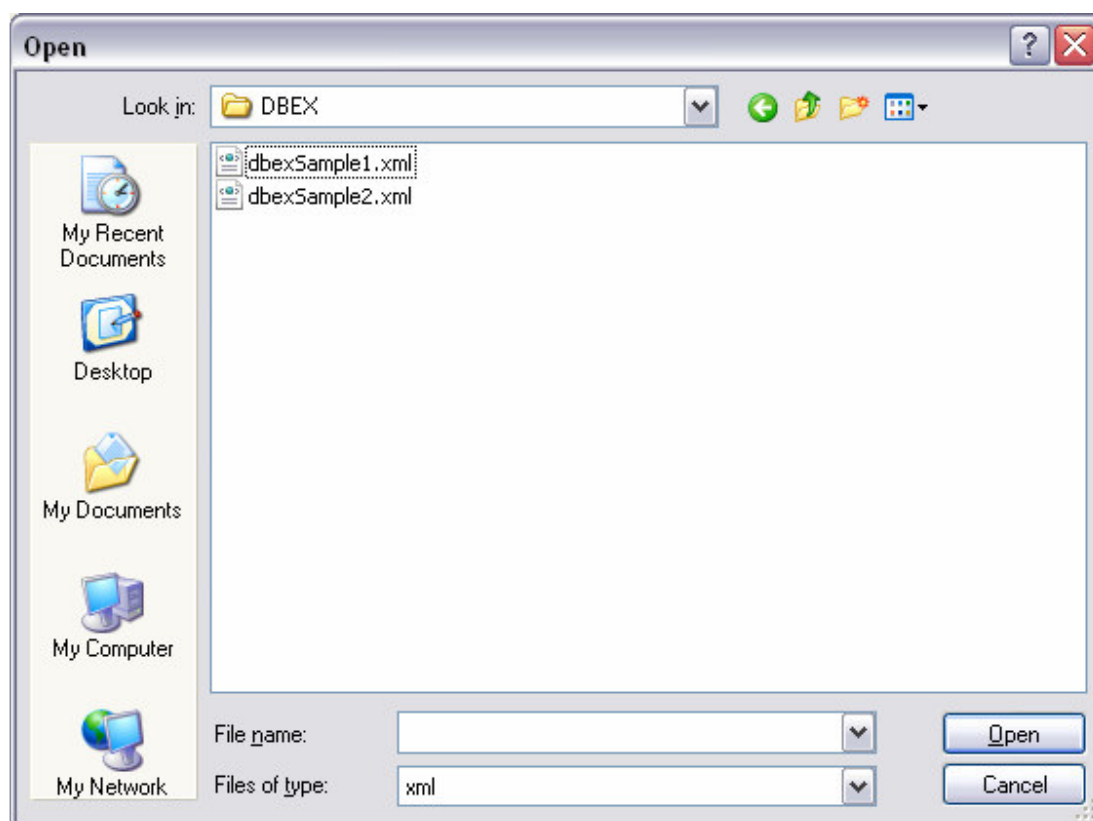 Open
Look in: DBEX
dbexSample1.xml
dbexSample2.xml
My Recent
Documents
Desktop
My Documents
My Computer
My Network
File name:
Open
Files of type: xml
Cancel